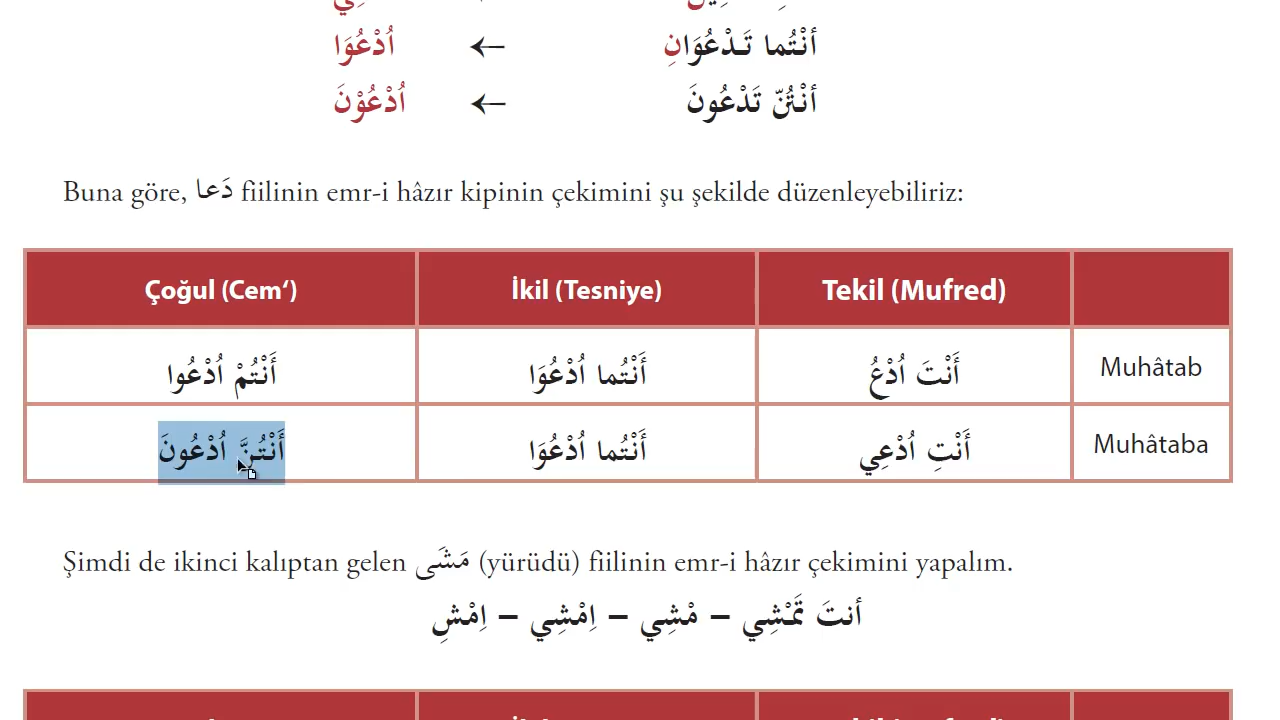 أنْتُما تَـدْعُوَانِ ← اُدْعُوَا
أنْتُنّ تَدْعُونَ ← اُدْعُوْنَ
Buna göre, دَعا fiilinin emr-i hâzır kipinin çekimini şu şekilde düzenleyebiliriz:
Çoğul (Cem‘) İkil (Tesniye) Tekil (Mufred)
أَنْتُمْ اُدْعُوا أَنْتُما اُدْعُوَا أَنْتَ اُدْعُ Muhâtab
أَنْتُنَّ اُدْعُونَ أَنْتُما اُدْعُوَا أَنْتِ اُدْعِي Muhâtaba
Şimdi de ikinci kalıptan gelen مَشَى (yürüdü) fiilinin emr-i hâzır çekimini yapalım.
أنتَ تَمْشِي – مْشِي – اِمْشِي – اِمْشِ